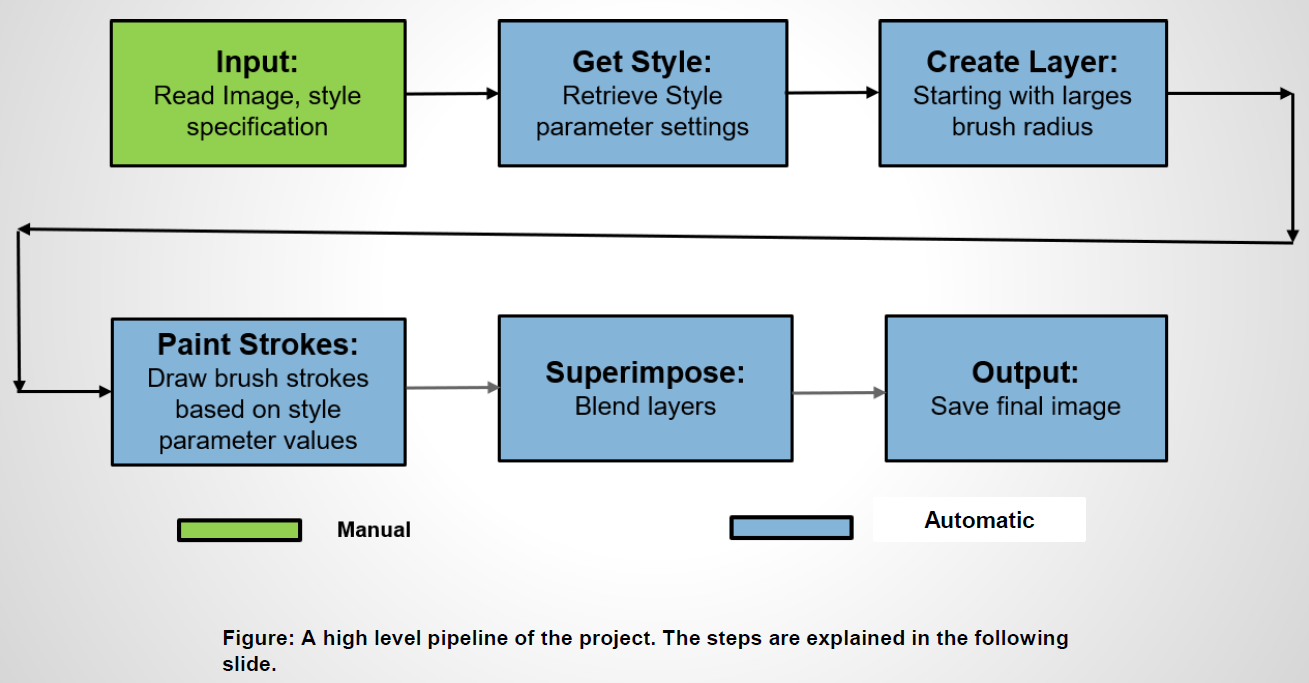 Input:
Read Image, style
specification
Get Style:
Retrieve Style
parameter settings
Create Layer:
Starting with larges
brush radius
Paint Strokes:
Draw brush strokes
based on style
parameter values
Superimpose:
Blend layers
Output:
Save final image
Manual
Automatic
Figure: A high level pipeline of the project. The steps are explained in the following
slide.